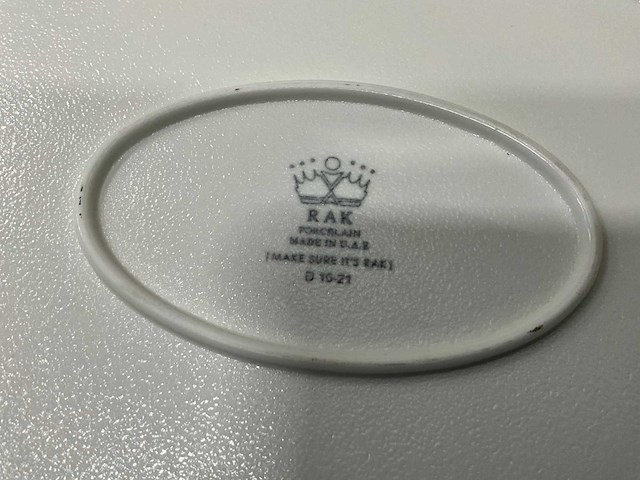 RAK
PORCELAIN
MADE IN U.A.E
[MAKE SURE IT'S RAK]
D 10-21